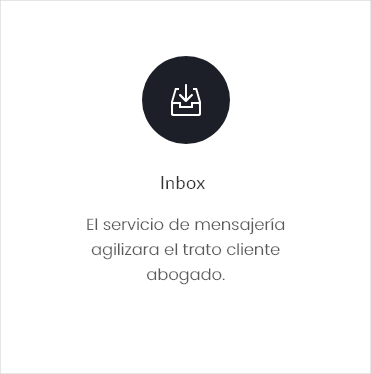 Inbox
El servicio de mensajería
agilizara el trato cliente
abogado.